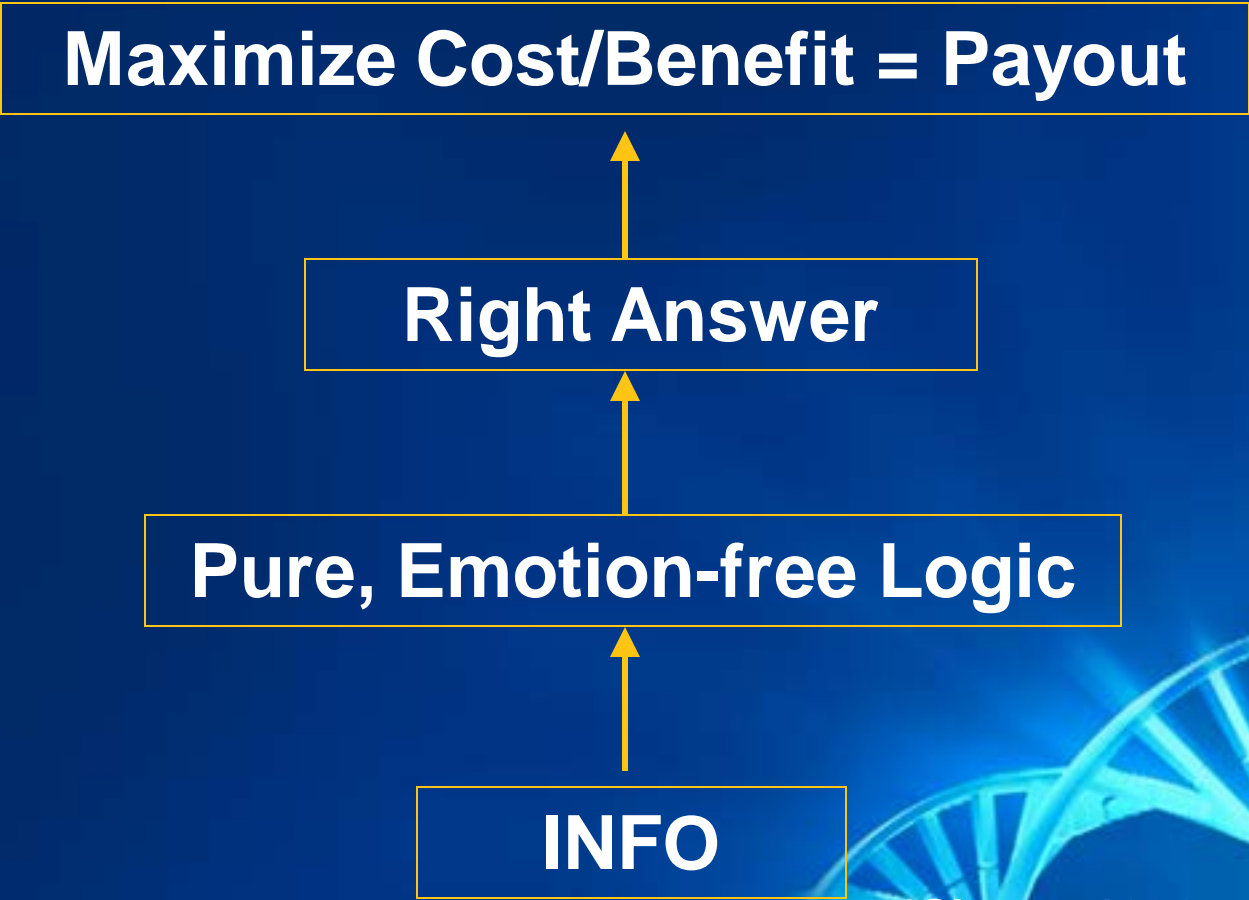 Maximize Cost/Benefit = Payout
Right Answer
Pure, Emotion-free Logic
INFO